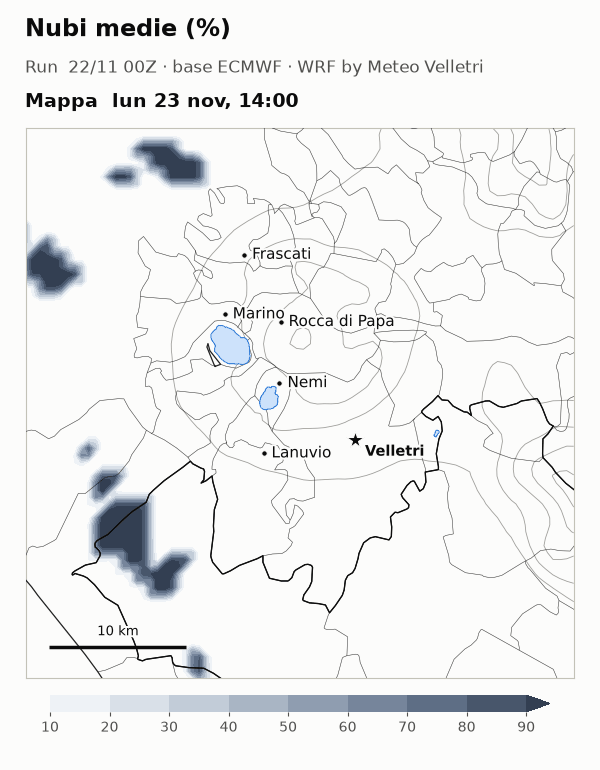 Nubi medie (%)
Run  22/11 00Z · base ECMWF · WRF by Meteo Velletri
Mappa  lun 23 nov, 14:00
Frascati
Marino
Rocca di Papa
Nemi
Velletri
Lanuvio
10 km
10 20 30 40 50 60 70 80 90